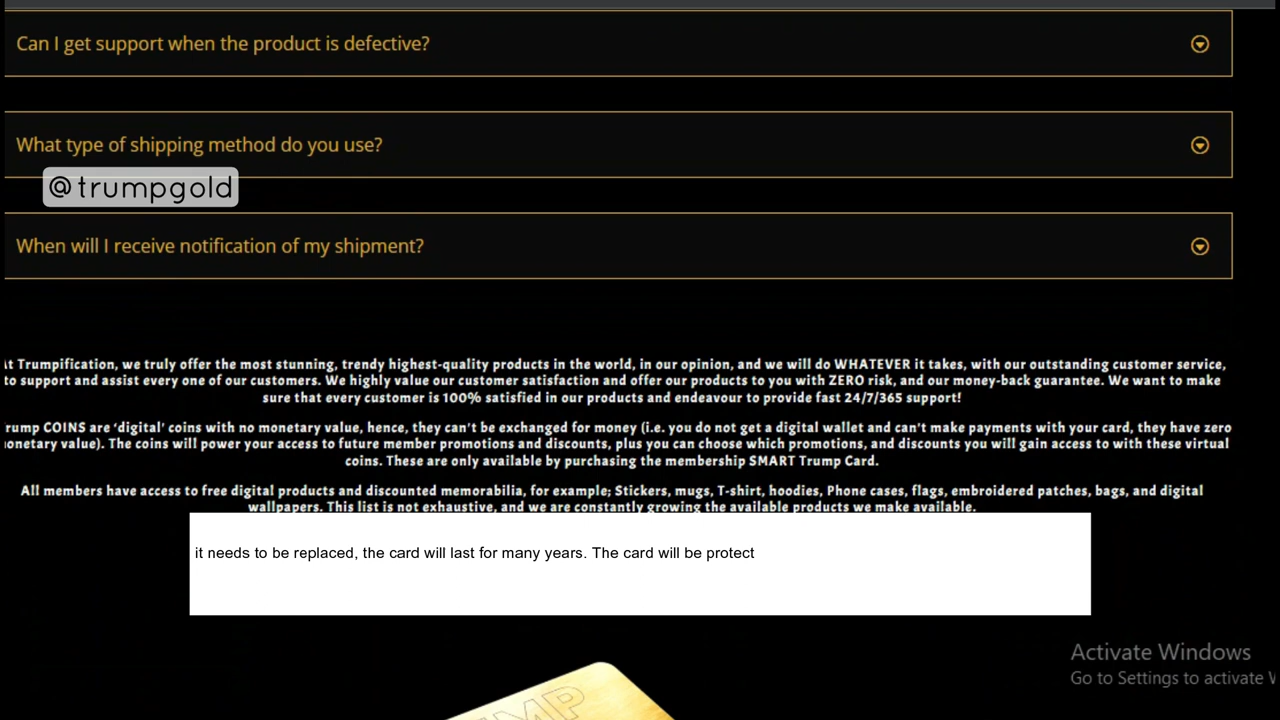 Can I get support when the product is defective?
What type of shipping method do you use?
@trumpgold
When will I receive notification of my shipment?
At Trumpification, we truly offer the most stunning, trendy highest-quality products in the world, in our opinion, and we will do WHATEVER it takes, with our outstanding customer service,
to support and assist every one of our customers. We highly value our customer satisfaction and offer our products to you with ZERO risk, and our money-back guarantee. We want to make
sure that every customer is 100% satisfied in our products and endeavour to provide fast 24/7/365 support!
rump COINS are ‘digital’ coins with no monetary value, hence, they can’t be exchanged for money (i.e. you do not get a digital wallet and can’t make payments with your card, they have zero
monetary value). The coins will power your access to future member promotions and discounts, plus you can choose which promotions, and discounts you will gain access to with these virtual
coins. These are only available by purchasing the membership SMART Trump Card.
All members have access to free digital products and discounted memorabilia, for example; Stickers, mugs, T-shirt, hoodies, Phone cases, flags, embroidered patches, bags, and digital
wallpapers. This list is not exhaustive, and we are constantly growing the available products we make available.
it needs to be replaced, the card will last for many years. The card will be protect
Activate Windows
Go to Settings to activate